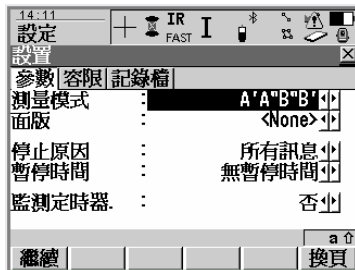 14:11
設定
IR
FAST
I
設置
參數 容限 記錄檔
測量模式 : A'A"B"B'
面版 : <None>
停止原因 : 所有訊息
暫停時間 : 無暫停時間
監測定時器. : 否
a
繼續 換頁